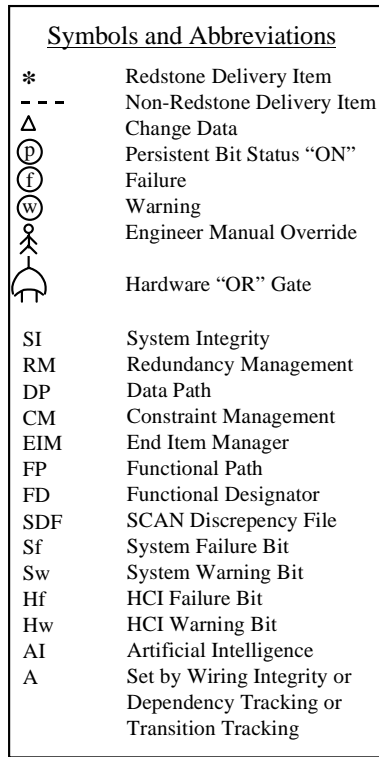 Symbols and Abbreviations
* Redstone Delivery Item
--- Non-Redstone Delivery Item
Δ Change Data
ⓟ Persistent Bit Status “ON”
ⓕ Failure
ⓦ Warning
Engineer Manual Override
Hardware “OR” Gate
SI System Integrity
RM Redundancy Management
DP Data Path
CM Constraint Management
EIM End Item Manager
FP Functional Path
FD Functional Designator
SDF SCAN Discrepency File
Sf System Failure Bit
Sw System Warning Bit
Hf HCI Failure Bit
Hw HCI Warning Bit
AI Artificial Intelligence
A Set by Wiring Integrity or
Dependency Tracking or
Transition Tracking